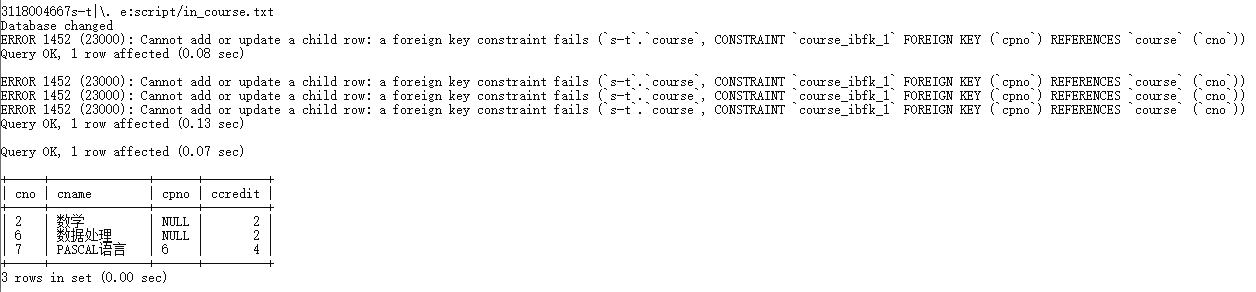 3118004667s-t|\. e:script/in_course.txt
Database changed
ERROR 1452 (23000): Cannot add or update a child row: a foreign key constraint fails (`s-t`.`course`, CONSTRAINT `course_ibfk_1` FOREIGN KEY (`cpno`) REFERENCES `course` (`cno`))
Query OK, 1 row affected (0.08 sec)
ERROR 1452 (23000): Cannot add or update a child row: a foreign key constraint fails (`s-t`.`course`, CONSTRAINT `course_ibfk_1` FOREIGN KEY (`cpno`) REFERENCES `course` (`cno`))
ERROR 1452 (23000): Cannot add or update a child row: a foreign key constraint fails (`s-t`.`course`, CONSTRAINT `course_ibfk_1` FOREIGN KEY (`cpno`) REFERENCES `course` (`cno`))
ERROR 1452 (23000): Cannot add or update a child row: a foreign key constraint fails (`s-t`.`course`, CONSTRAINT `course_ibfk_1` FOREIGN KEY (`cpno`) REFERENCES `course` (`cno`))
Query OK, 1 row affected (0.13 sec)
Query OK, 1 row affected (0.07 sec)
| cno | cname | cpno | ccredit |
| 2 | 数学 | NULL | 2 |
| 6 | 数据处理 | NULL | 2 |
| 7 | PASCAL语言 | 6 | 4 |
3 rows in set (0.00 sec)